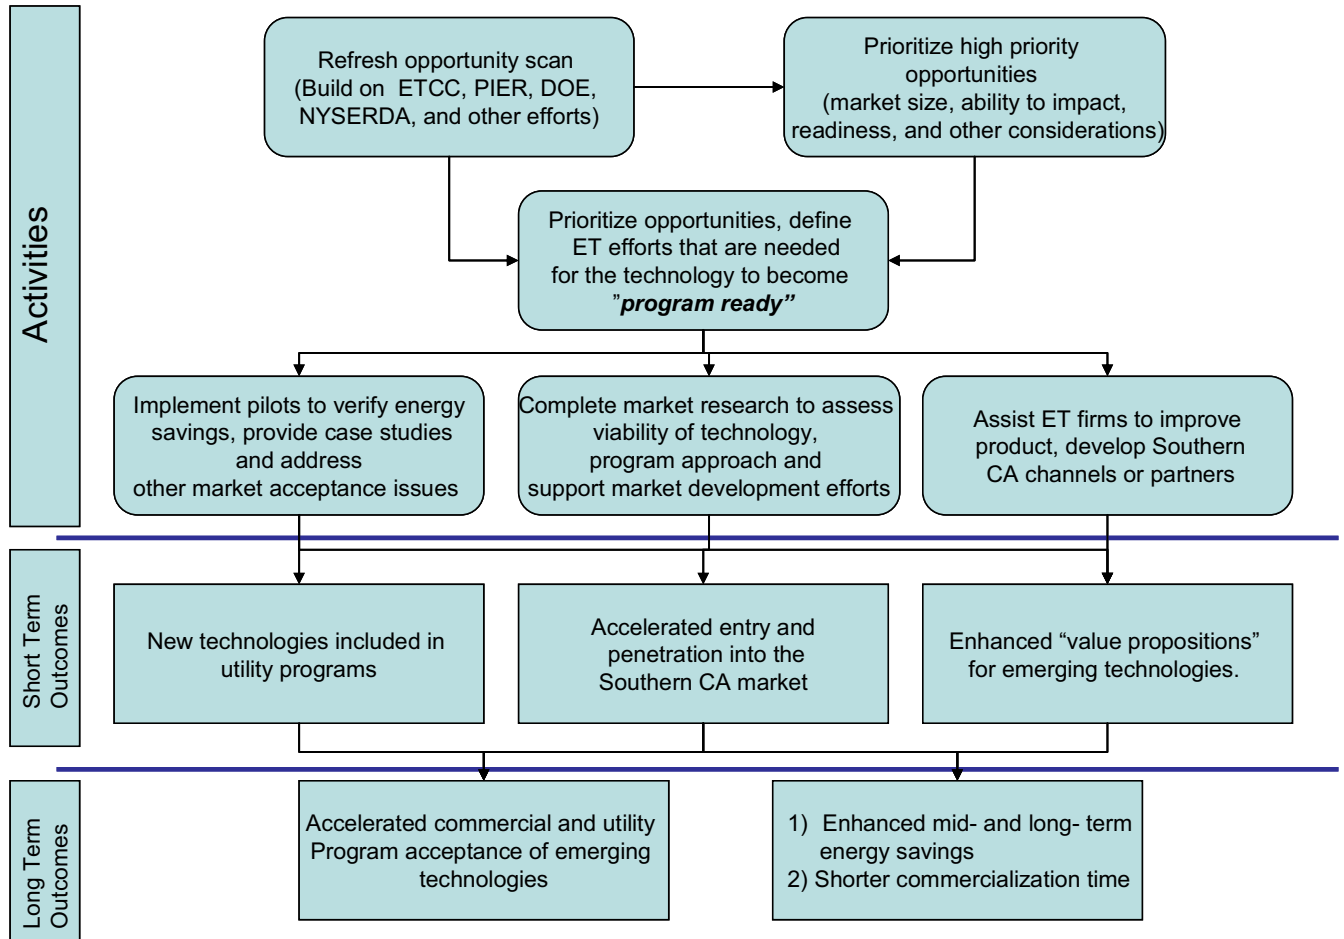 Activities
Refresh opportunity scan
(Build on ETCC, PIER, DOE,
NYSERDA, and other efforts)
Prioritize high priority
opportunities
(market size, ability to impact,
readiness, and other considerations)
Prioritize opportunities, define
ET efforts that are needed
for the technology to become
”program ready”
Implement pilots to verify energy
savings, provide case studies
and address
other market acceptance issues
Complete market research to assess
viability of technology,
program approach and
support market development efforts
Assist ET firms to improve
product, develop Southern
CA channels or partners
Short Term
Outcomes
New technologies included in
utility programs
Accelerated entry and
penetration into the
Southern CA market
Enhanced “value propositions”
for emerging technologies.
Long Term
Outcomes
Accelerated commercial and utility
Program acceptance of emerging
technologies
1) Enhanced mid- and long- term
energy savings
2) Shorter commercialization time